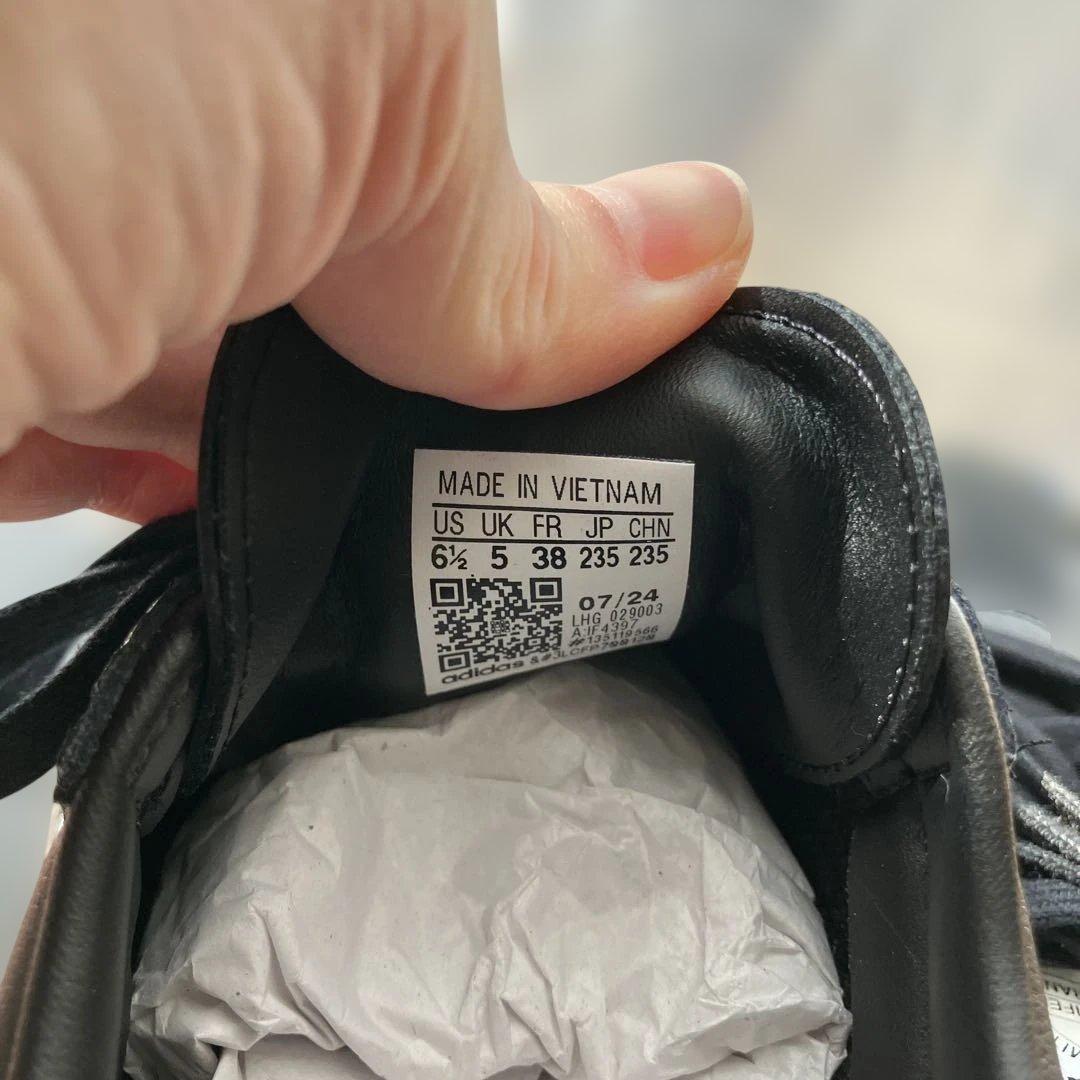 MADE IN VIETNAM
US UK FR JP CHN
6½ 5 38 235 235
07/24
LHG 029003
A:IF4397
#135119566
adidas